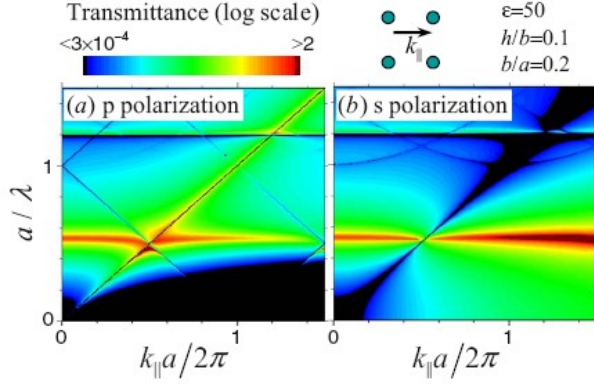 Transmittance (log scale)
<3×10⁻⁴ >2
k∥
ε=50
h/b=0.1
b/a=0.2
(a) p polarization
(b) s polarization
a / λ
1
0
0 1
0 1
k∥a/2π
k∥a/2π